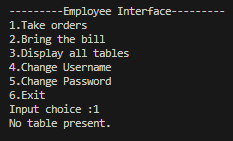 ---------Employee Interface---------
1.Take orders
2.Bring the bill
3.Display all tables
4.Change Username
5.Change Password
6.Exit
Input choice :1
No table present.